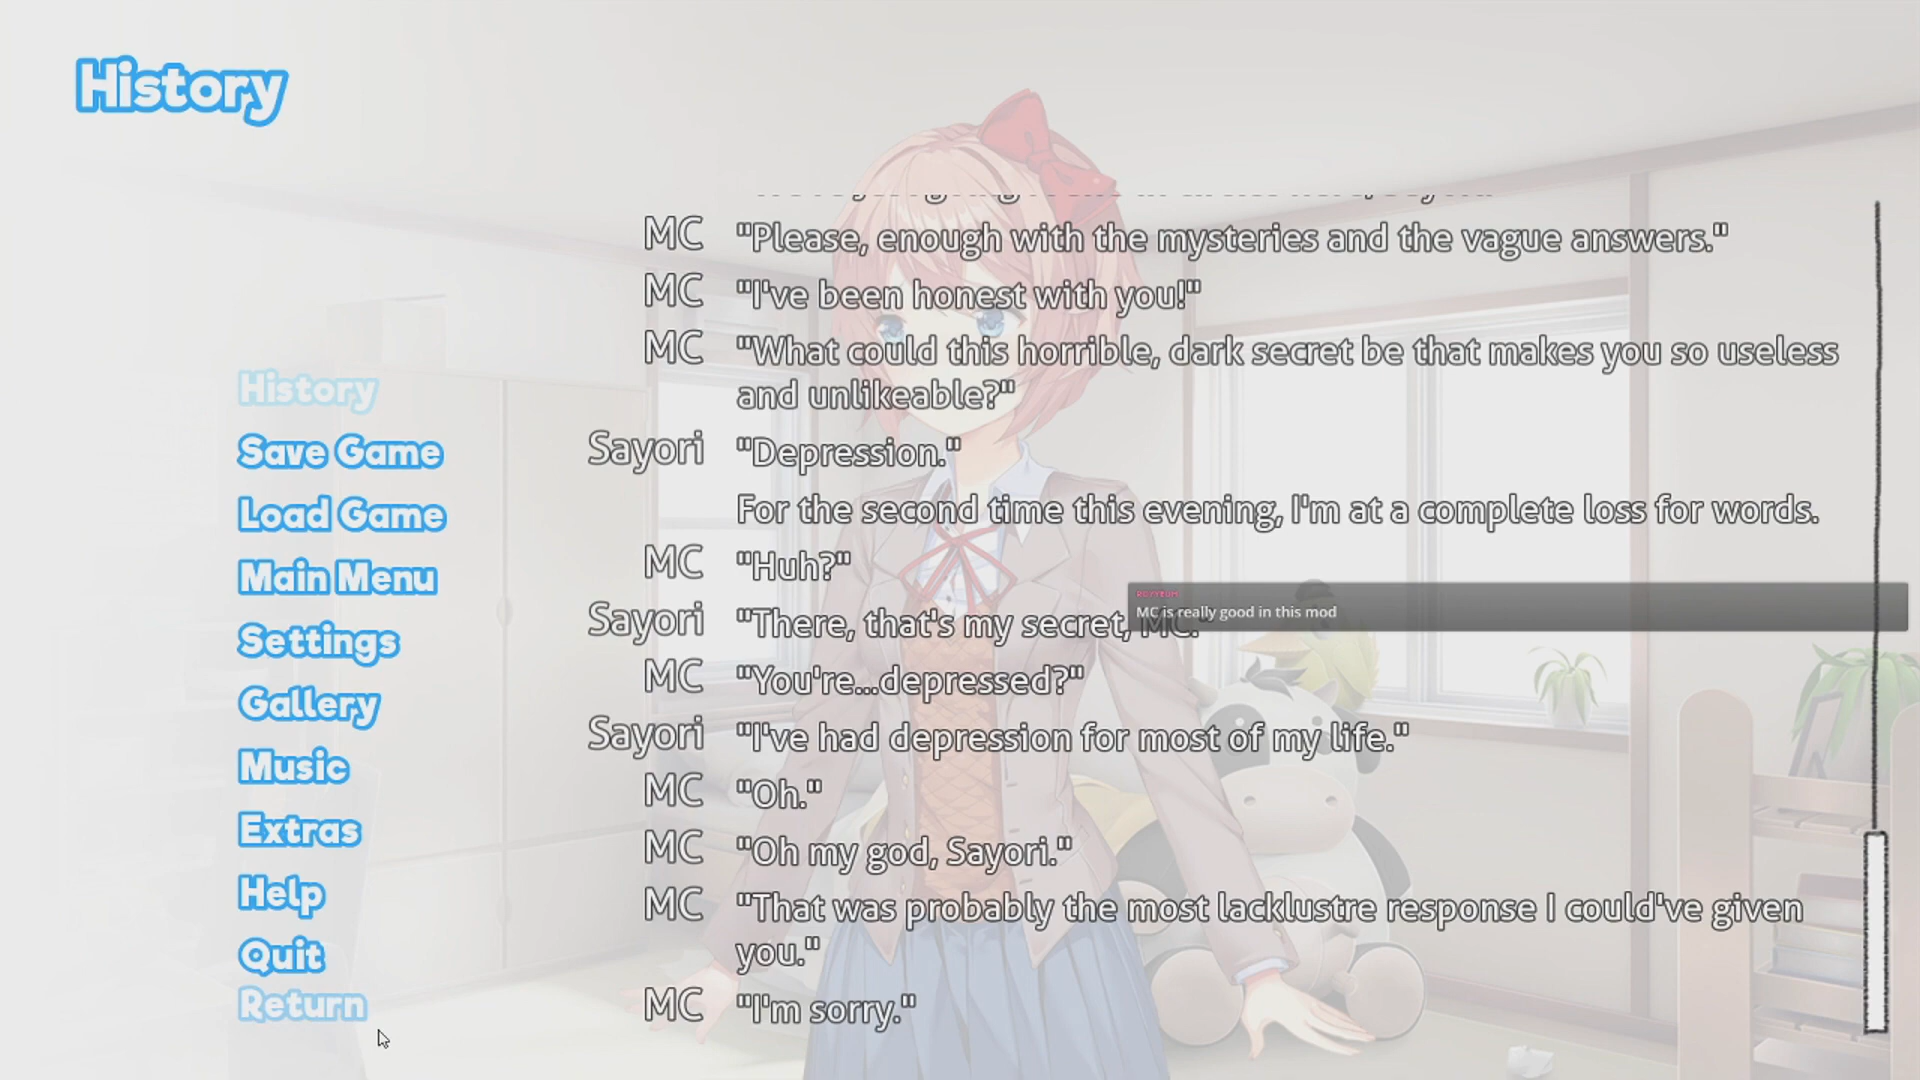 History
MC "Please, enough with the mysteries and the vague answers."
MC "I've been honest with you!"
MC "What could this horrible, dark secret be that makes you so useless
and unlikeable?"
Sayori "Depression."
For the second time this evening, I'm at a complete loss for words.
MC "Huh?"
Sayori "There, that's my secret, MC."
MC is really good in this mod
MC "You're...depressed?"
Sayori "I've had depression for most of my life."
MC "Oh."
MC "Oh my god, Sayori."
MC "That was probably the most lacklustre response I could've given
you."
MC "I'm sorry."
History
Save Game
Load Game
Main Menu
Settings
Gallery
Music
Extras
Help
Quit
Return